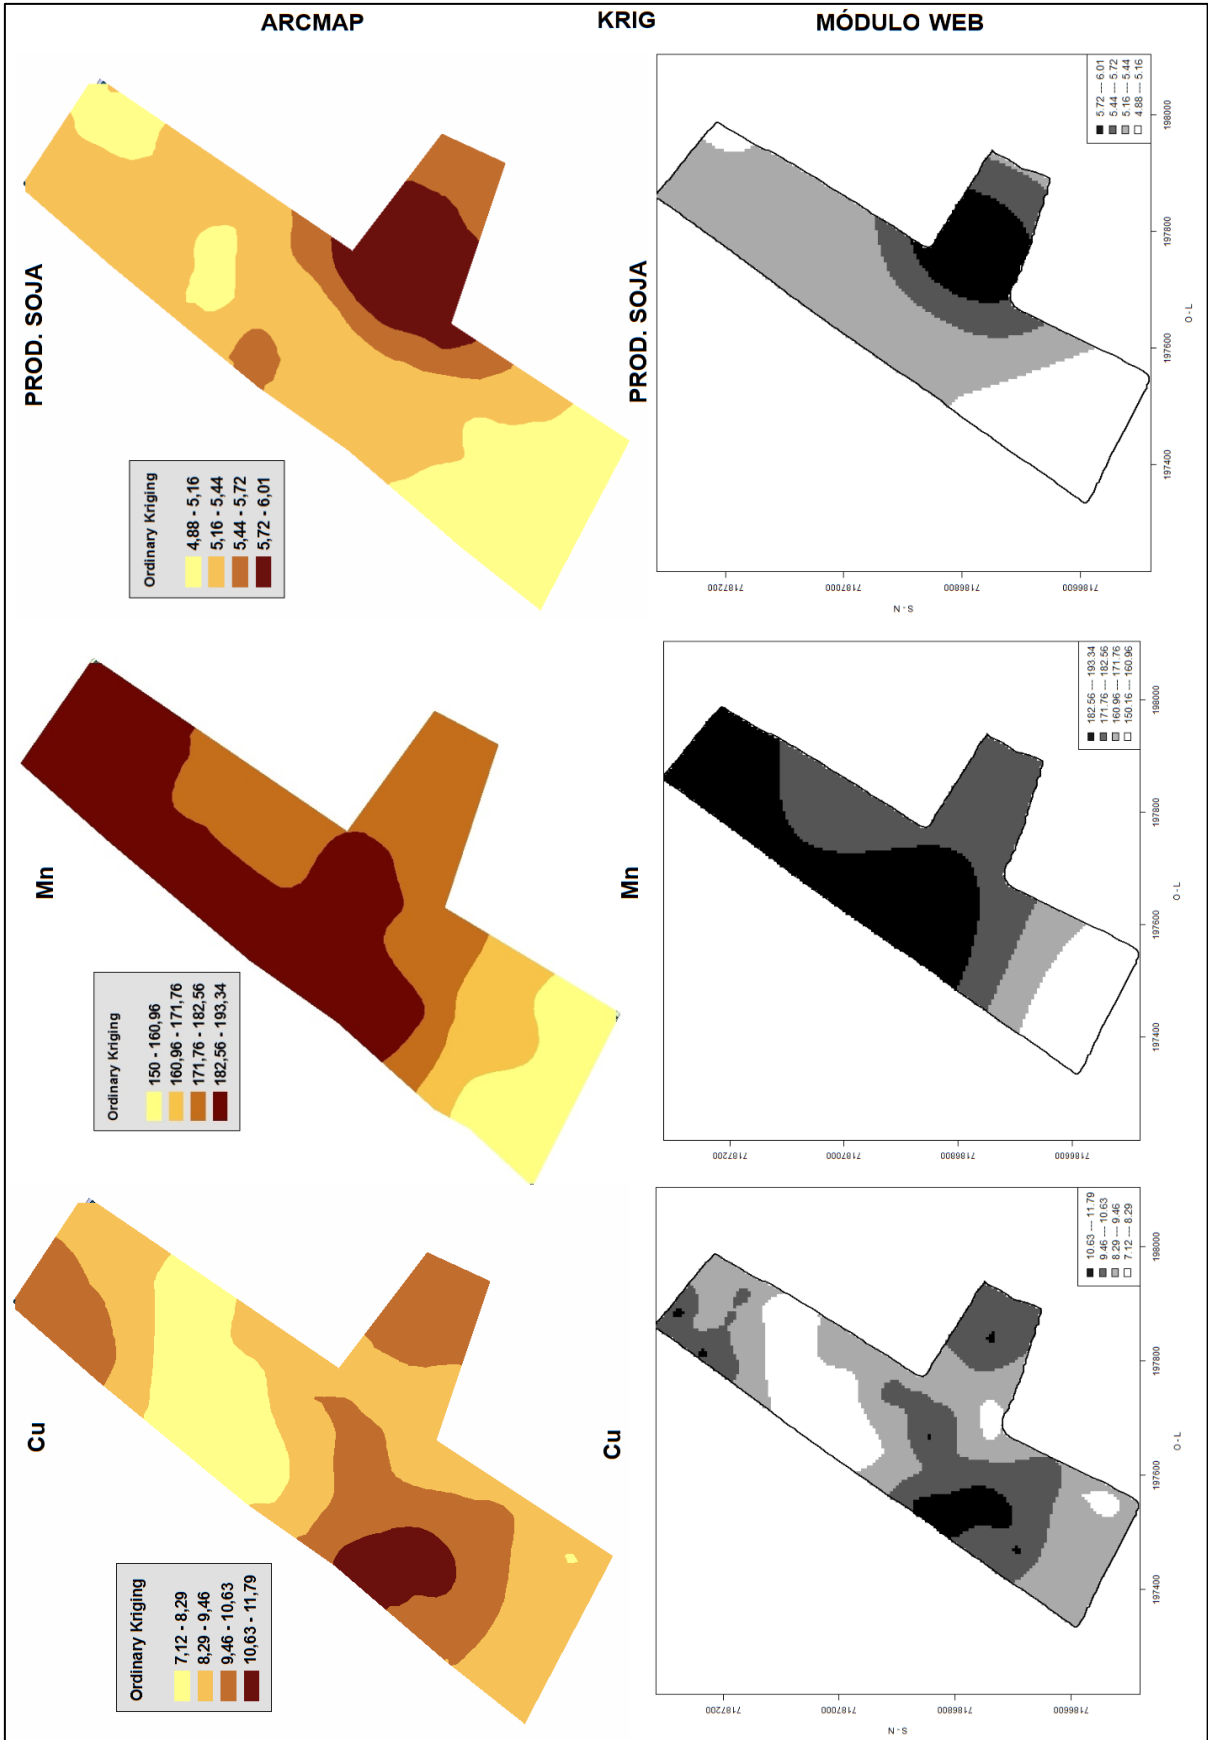 ARCMAP
KRIG
MÓDULO WEB
PROD. SOJA
Ordinary Kriging
4,88 - 5,16
5,16 - 5,44
5,44 - 5,72
5,72 - 6,01
PROD. SOJA
5.72 --- 6.01
5.44 --- 5.72
5.16 --- 5.44
4.88 --- 5.16
198000
197800
197600
197400
O - L
7187200
7187000
7186800
7186600
S - N
Mn
Ordinary Kriging
150 - 160,96
160,96 - 171,76
171,76 - 182,56
182,56 - 193,34
Mn
182.56 --- 193.34
171.76 --- 182.56
160.96 --- 171.76
150.16 --- 160.96
198000
197800
197600
197400
O - L
7187200
7187000
7186800
7186600
Cu
Ordinary Kriging
7,12 - 8,29
8,29 - 9,46
9,46 - 10,63
10,63 - 11,79
Cu
10.63 --- 11.79
9.46 --- 10.63
8.29 --- 9.46
7.12 --- 8.29
198000
197800
197600
197400
O - L
7187200
7187000
7186800
7186600
S - N